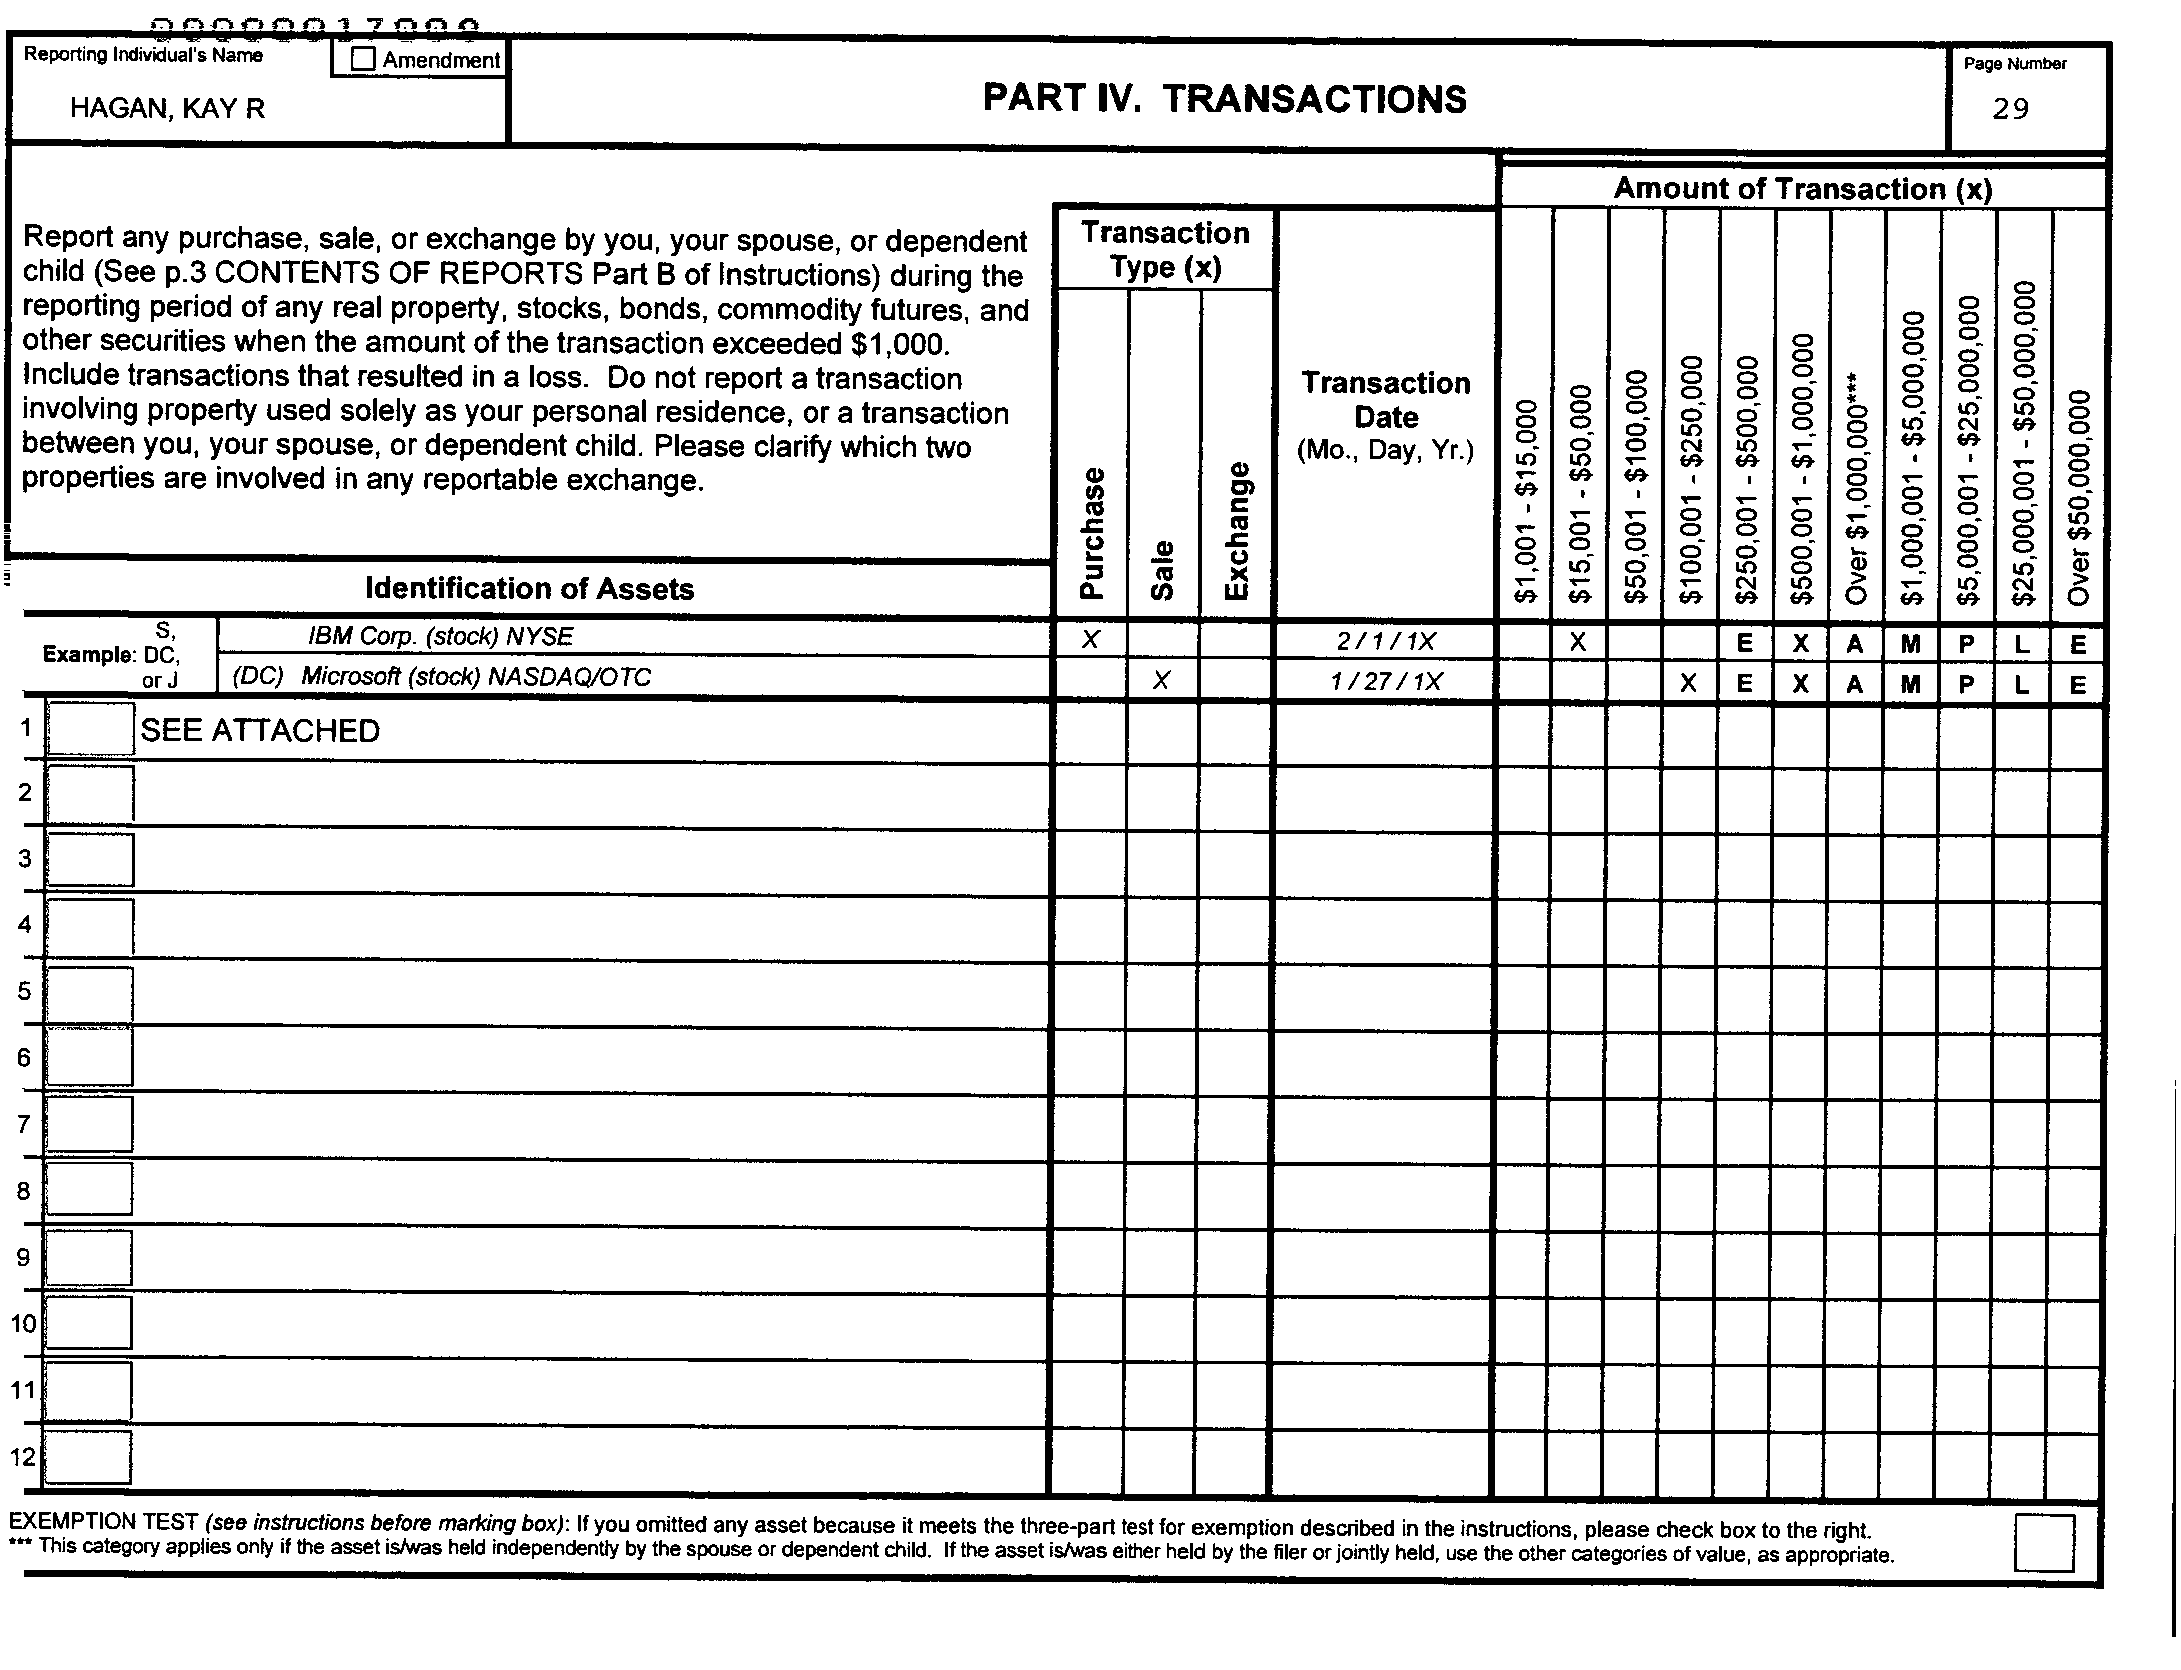 00000017000
Reporting Individual's Name
Amendment
HAGAN, KAY R
PART IV. TRANSACTIONS
Page Number
29
Report any purchase, sale, or exchange by you, your spouse, or dependent
child (See p.3 CONTENTS OF REPORTS Part B of Instructions) during the
reporting period of any real property, stocks, bonds, commodity futures, and
other securities when the amount of the transaction exceeded $1,000.
Include transactions that resulted in a loss. Do not report a transaction
involving property used solely as your personal residence, or a transaction
between you, your spouse, or dependent child. Please clarify which two
properties are involved in any reportable exchange.
Identification of Assets
Transaction
Type (x)
Purchase
Sale
Exchange
Transaction
Date
(Mo., Day, Yr.)
Amount of Transaction (x)
$1,001 - $15,000
$15,001 - $50,000
$50,001 - $100,000
$100,001 - $250,000
$250,001 - $500,000
$500,001 - $1,000,000
Over $1,000,000***
$1,000,001 - $5,000,000
$5,000,001 - $25,000,000
$25,000,001 - $50,000,000
Over $50,000,000
Example: S, DC, or J
IBM Corp. (stock) NYSE X 2/1/1X X E X A M P L E
(DC) Microsoft (stock) NASDAQ/OTC X 1/27/1X X E X A M P L E
1 SEE ATTACHED
2
3
4
5
6
7
8
9
10
11
12
EXEMPTION TEST (see instructions before marking box): If you omitted any asset because it meets the three-part test for exemption described in the instructions, please check box to the right.
*** This category applies only if the asset is/was held independently by the spouse or dependent child. If the asset is/was either held by the filer or jointly held, use the other categories of value, as appropriate.